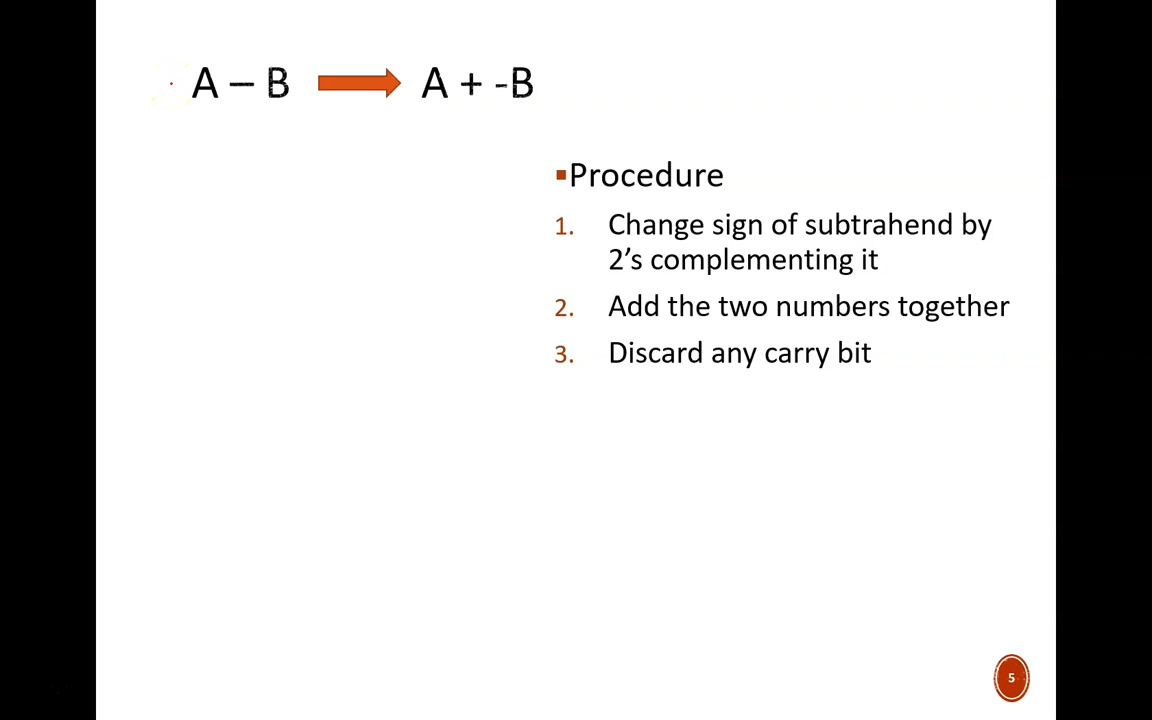 A – B A + -B
▪Procedure
1. Change sign of subtrahend by
2’s complementing it
2. Add the two numbers together
3. Discard any carry bit
5